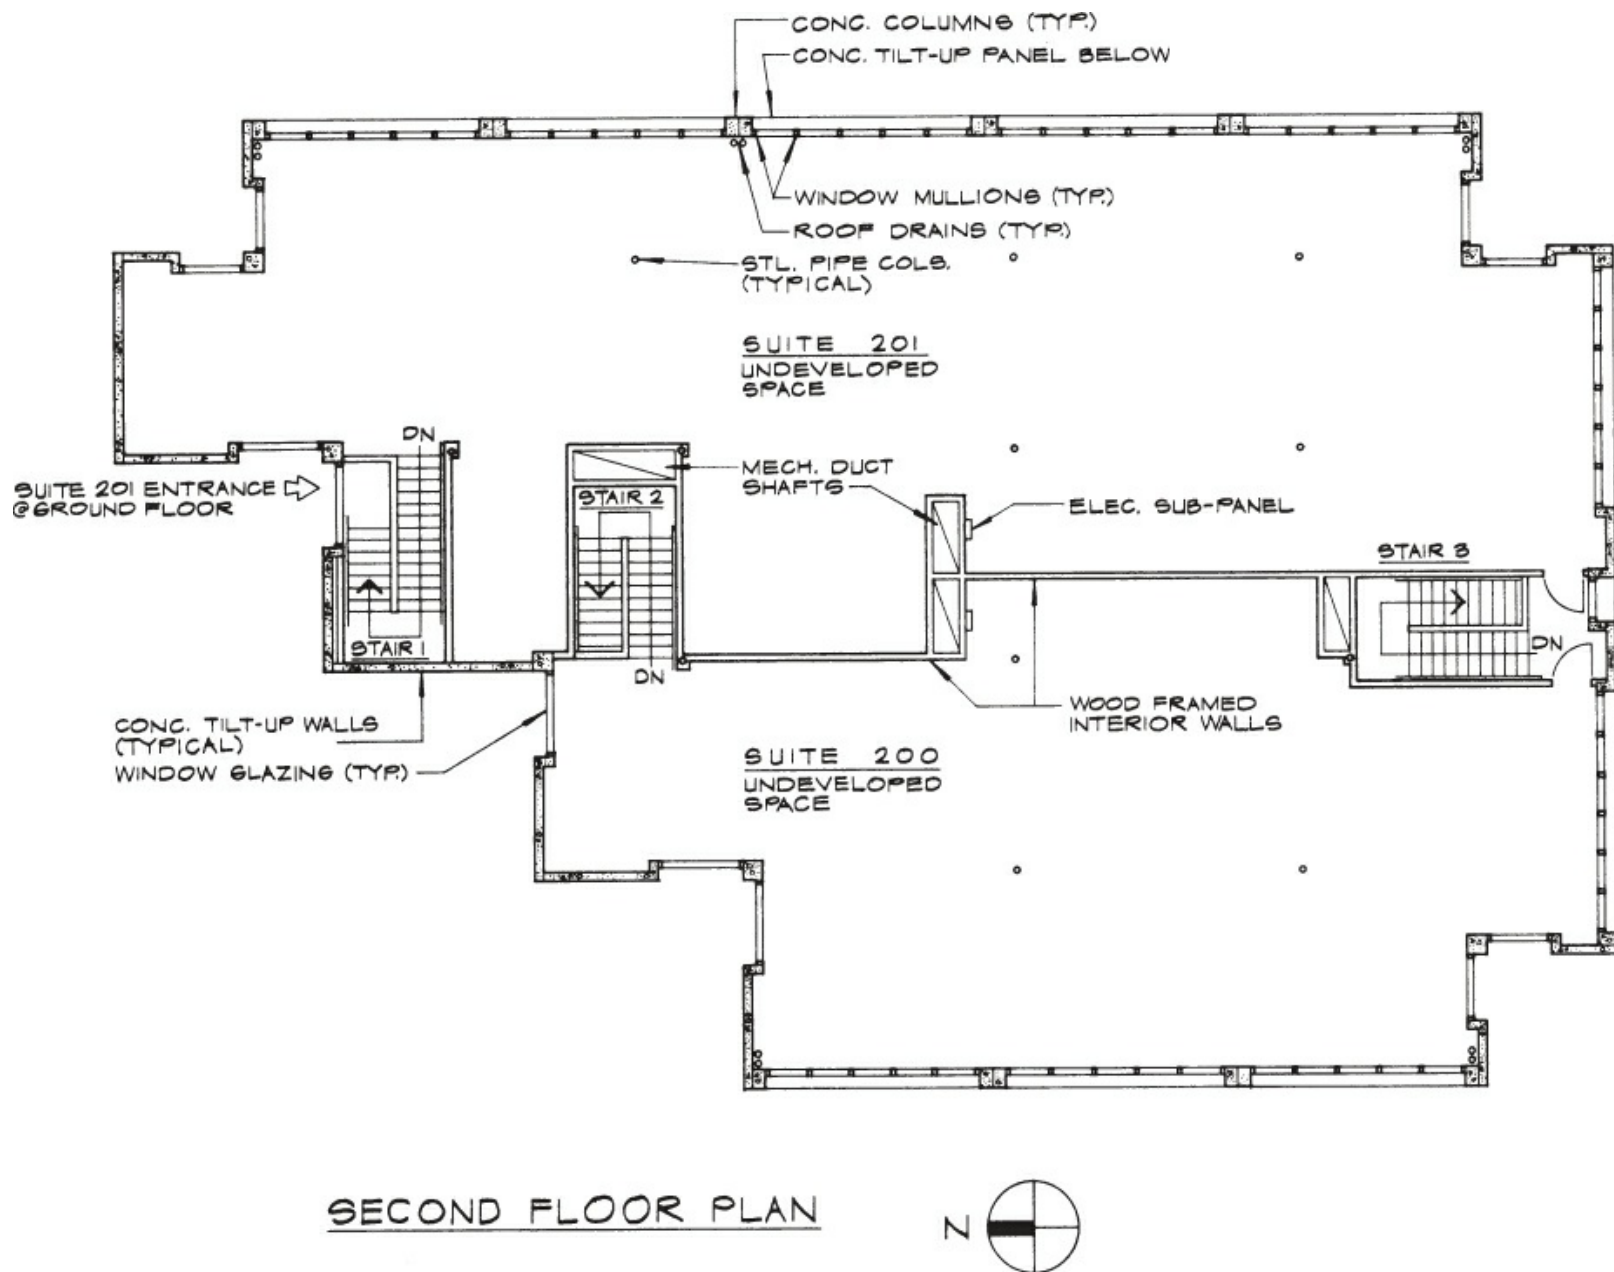 CONC. COLUMNS (TYP.)
CONC. TILT-UP PANEL BELOW
WINDOW MULLIONS (TYP.)
ROOF DRAINS (TYP.)
STL. PIPE COLS.
(TYPICAL)
SUITE 201
UNDEVELOPED
SPACE
DN
SUITE 201 ENTRANCE
@ GROUND FLOOR
STAIR 2
MECH. DUCT
SHAFTS
ELEC. SUB-PANEL
STAIR 3
STAIR 1
DN
DN
CONC. TILT-UP WALLS
(TYPICAL)
WINDOW GLAZING (TYP.)
WOOD FRAMED
INTERIOR WALLS
SUITE 200
UNDEVELOPED
SPACE
SECOND FLOOR PLAN
N